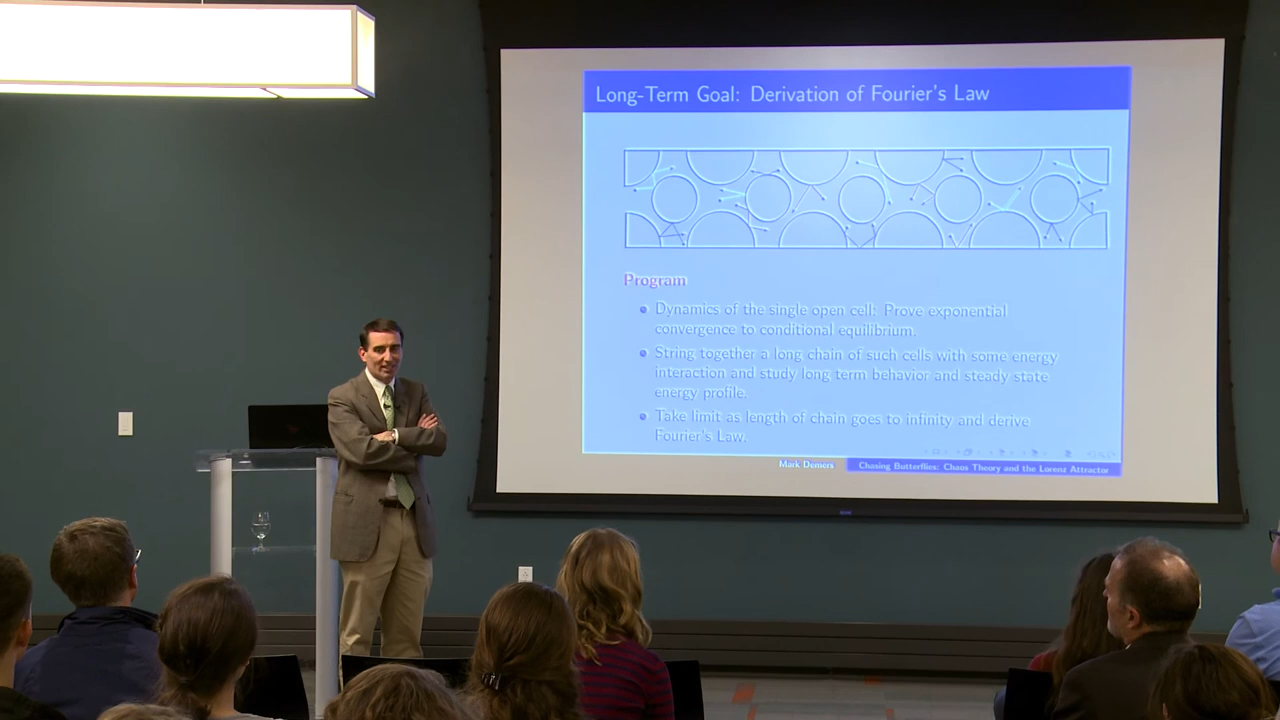 Long-Term Goal: Derivation of Fourier's Law
Program
Dynamics of the single open cell: Prove exponential
convergence to conditional equilibrium.
String together a long chain of such cells with some energy
interaction and study long term behavior and steady state
energy profile.
Take limit as length of chain goes to infinity and derive
Fourier's Law.
Mark Demers
Chasing Butterflies: Chaos Theory and the Lorenz Attractor